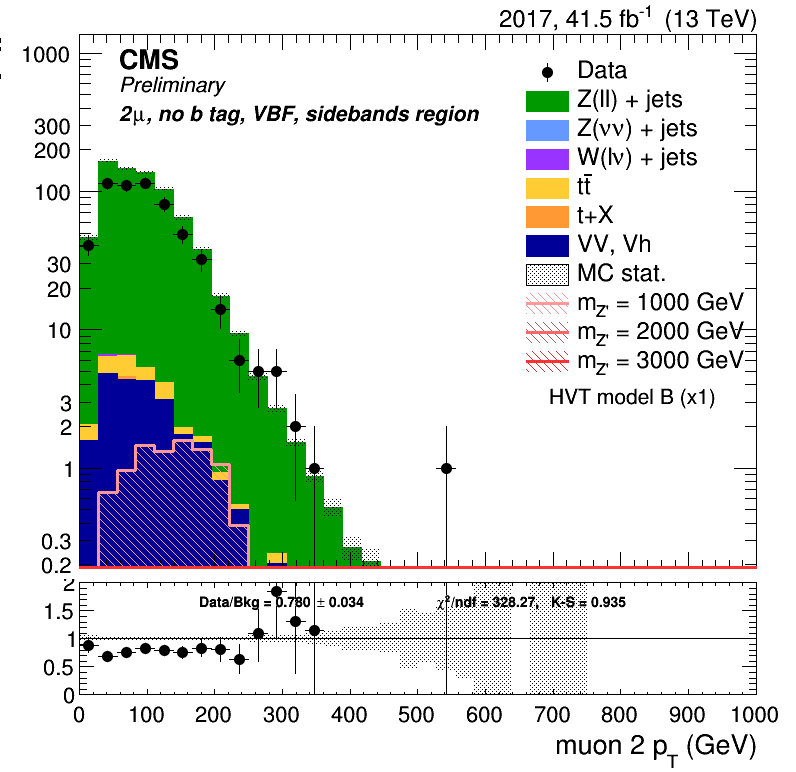 2017, 41.5 fb⁻¹ (13 TeV)
CMS
Preliminary
2μ, no b tag, VBF, sidebands region
Data
Z(ll) + jets
Z(νν) + jets
W(lν) + jets
tt̄
t+X
VV, Vh
MC stat.
m_Z' = 1000 GeV
m_Z' = 2000 GeV
m_Z' = 3000 GeV
HVT model B (x1)
1000
300
200
100
30
20
10
3
2
1
0.3
0.2
Data/Bkg = 0.780 ± 0.034
χ²/ndf = 328.27, K-S = 0.935
2
1.5
1
0.5
0
0 100 200 300 400 500 600 700 800 900 1000
muon 2 p_T (GeV)